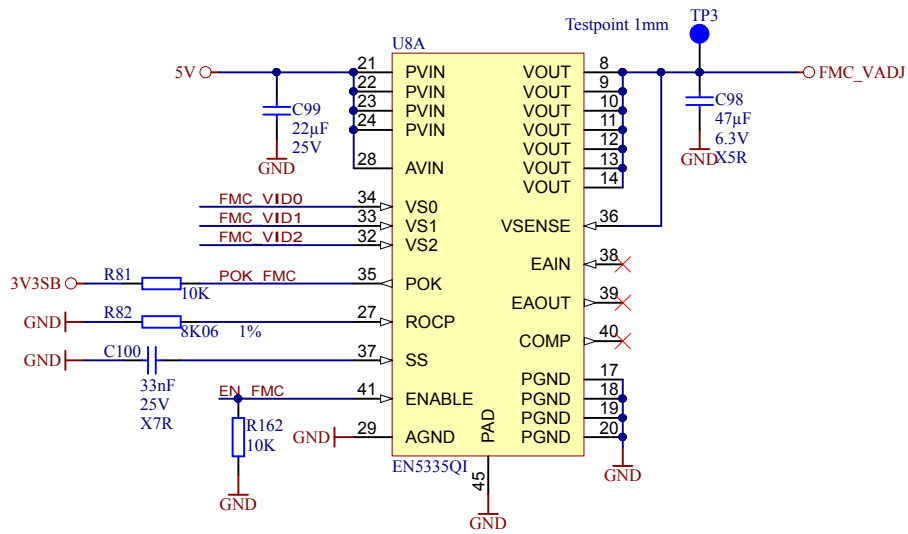 Testpoint 1mm
TP3
U8A
5V
21
PVIN
VOUT
8
FMC_VADJ
22
PVIN
VOUT
9
C99
22µF
25V
GND
23
PVIN
VOUT
10
C98
47µF
6.3V
X5R
GND
24
PVIN
VOUT
11
VOUT
12
28
AVIN
VOUT
13
VOUT
14
FMC_VID0
34
VS0
FMC_VID1
33
VS1
VSENSE
36
FMC_VID2
32
VS2
EAIN
38
3V3SB
R81
10K
POK_FMC
35
POK
EAOUT
39
GND
R82
8K06
1%
27
ROCP
COMP
40
GND
C100
33nF
25V
X7R
37
SS
PGND
17
EN_FMC
41
ENABLE
PGND
18
PGND
19
R162
10K
GND
GND
29
AGND
PAD
PGND
20
GND
EN5335QI
45
GND